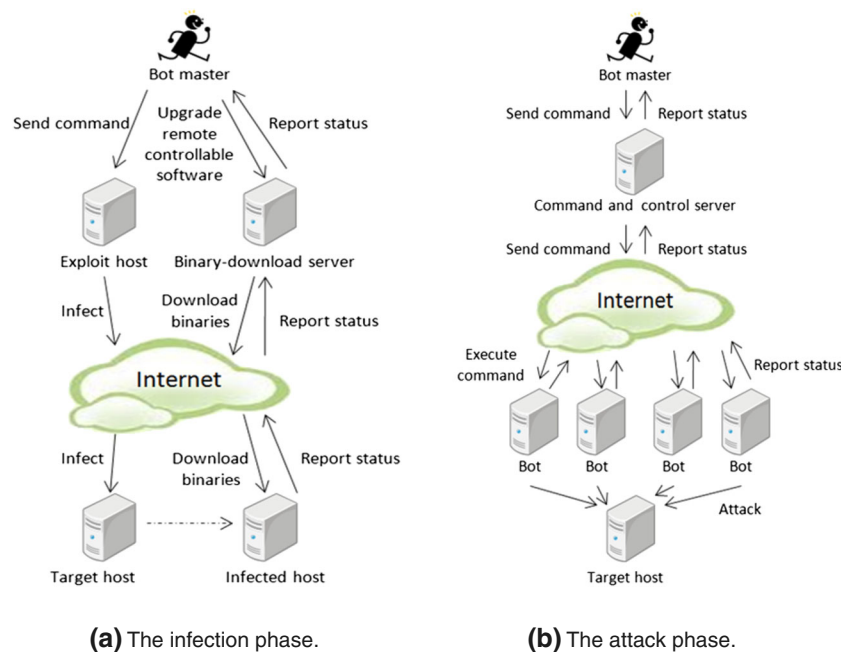 Bot master
Send command
Upgrade
remote
controllable
software
Report status
Exploit host
Binary-download server
Infect
Download
binaries
Report status
Internet
Infect
Download
binaries
Report status
Target host
Infected host
(a) The infection phase.
Bot master
Send command
Report status
Command and control server
Send command
Report status
Internet
Execute
command
Report status
Bot
Bot
Bot
Bot
Attack
Target host
(b) The attack phase.